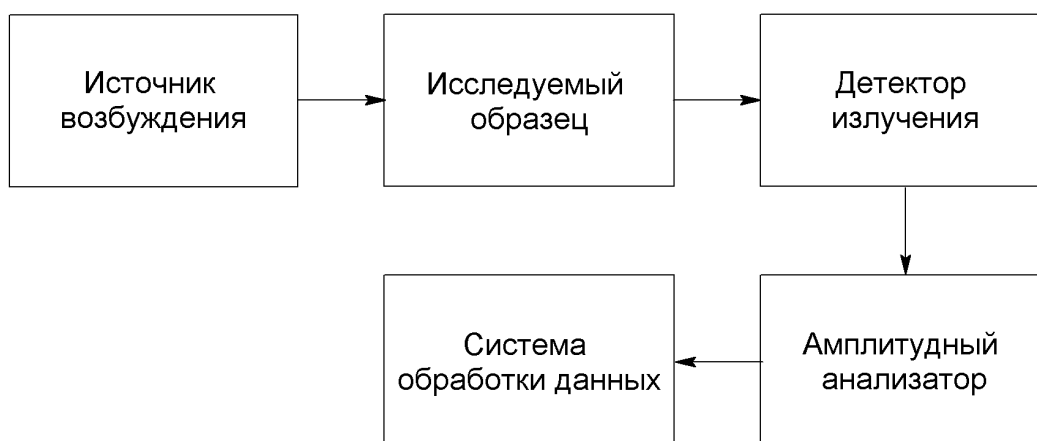 Источник
возбуждения
Исследуемый
образец
Детектор
излучения
Амплитудный
анализатор
Система
обработки данных